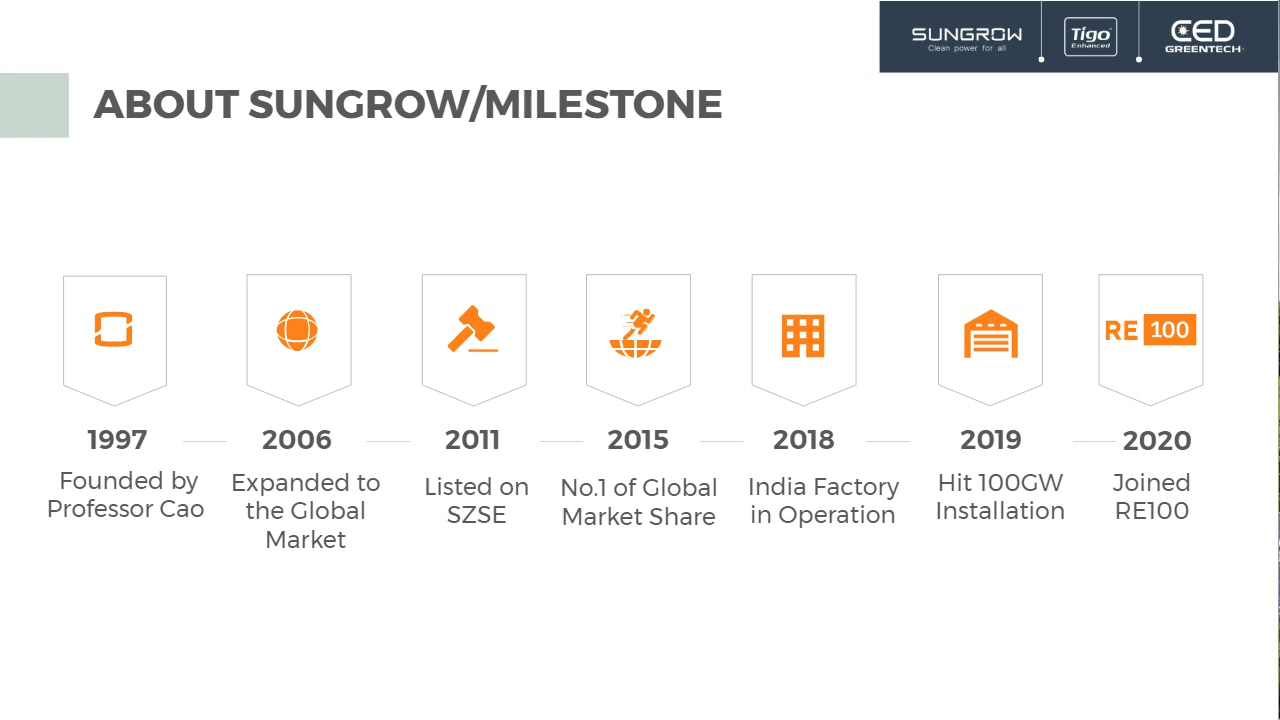 SUNGROW
Clean power for all
Tigo
Enhanced
CED
GREENTECH
ABOUT SUNGROW/MILESTONE
RE 100
1997
Founded by
Professor Cao
2006
Expanded to
the Global
Market
2011
Listed on
SZSE
2015
No.1 of Global
Market Share
2018
India Factory
in Operation
2019
Hit 100GW
Installation
2020
Joined
RE100